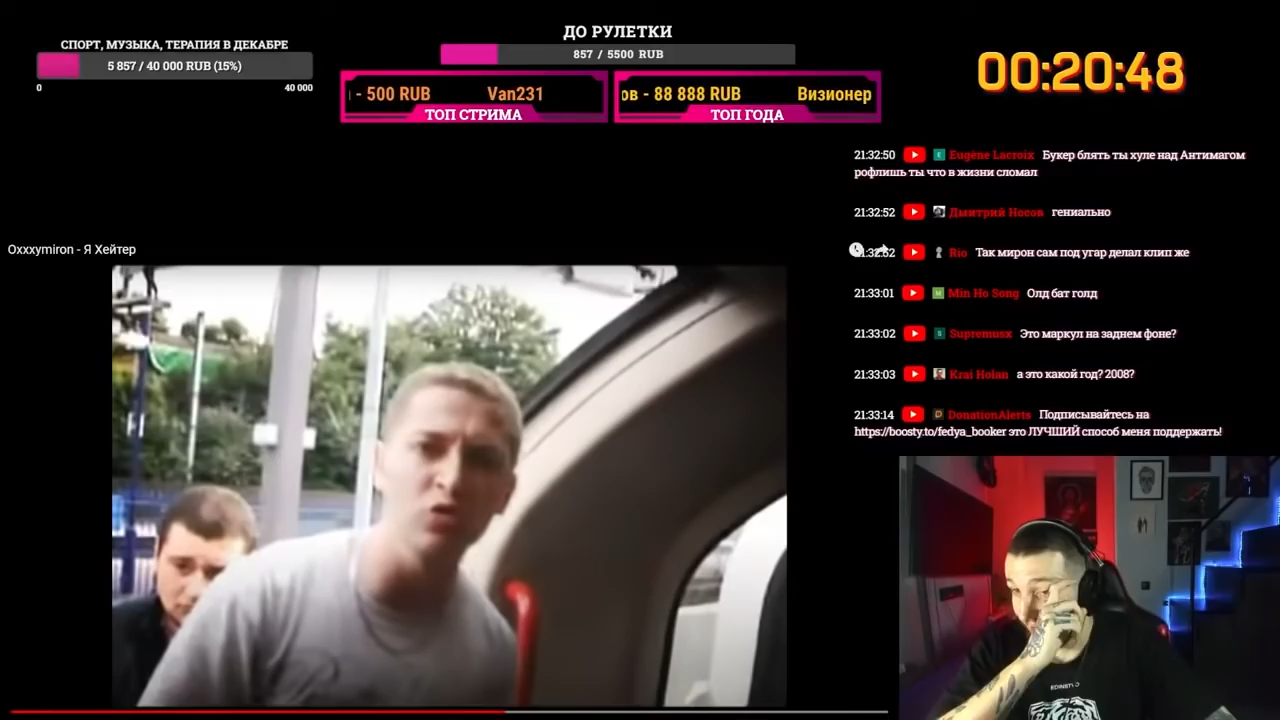 СПОРТ, МУЗЫКА, ТЕРАПИЯ В ДЕКАБРЕ
5 857 / 40 000 RUB (15%)
0
40 000
ДО РУЛЕТКИ
857 / 5500 RUB
- 500 RUB Van231
ТОП СТРИМА
ов - 88 888 RUB Визионер
ТОП ГОДА
00:20:48
21:32:50 Eugène Lacroix Букер блять ты хуле над Антимагом
рофлишь ты что в жизни сломал
21:32:52 Дмитрий Носов гениально
Oxxxymiron - Я Хейтер
21:32:52 Rio Так мирон сам под угар делал клип же
21:33:01 Min Ho Song Олд бат голд
21:33:02 Supremusx Это маркул на заднем фоне?
21:33:03 Krai Holan а это какой год? 2008?
21:33:14 DonationAlerts Подписывайтесь на
https://boosty.to/fedya_booker это ЛУЧШИЙ способ меня поддержать!